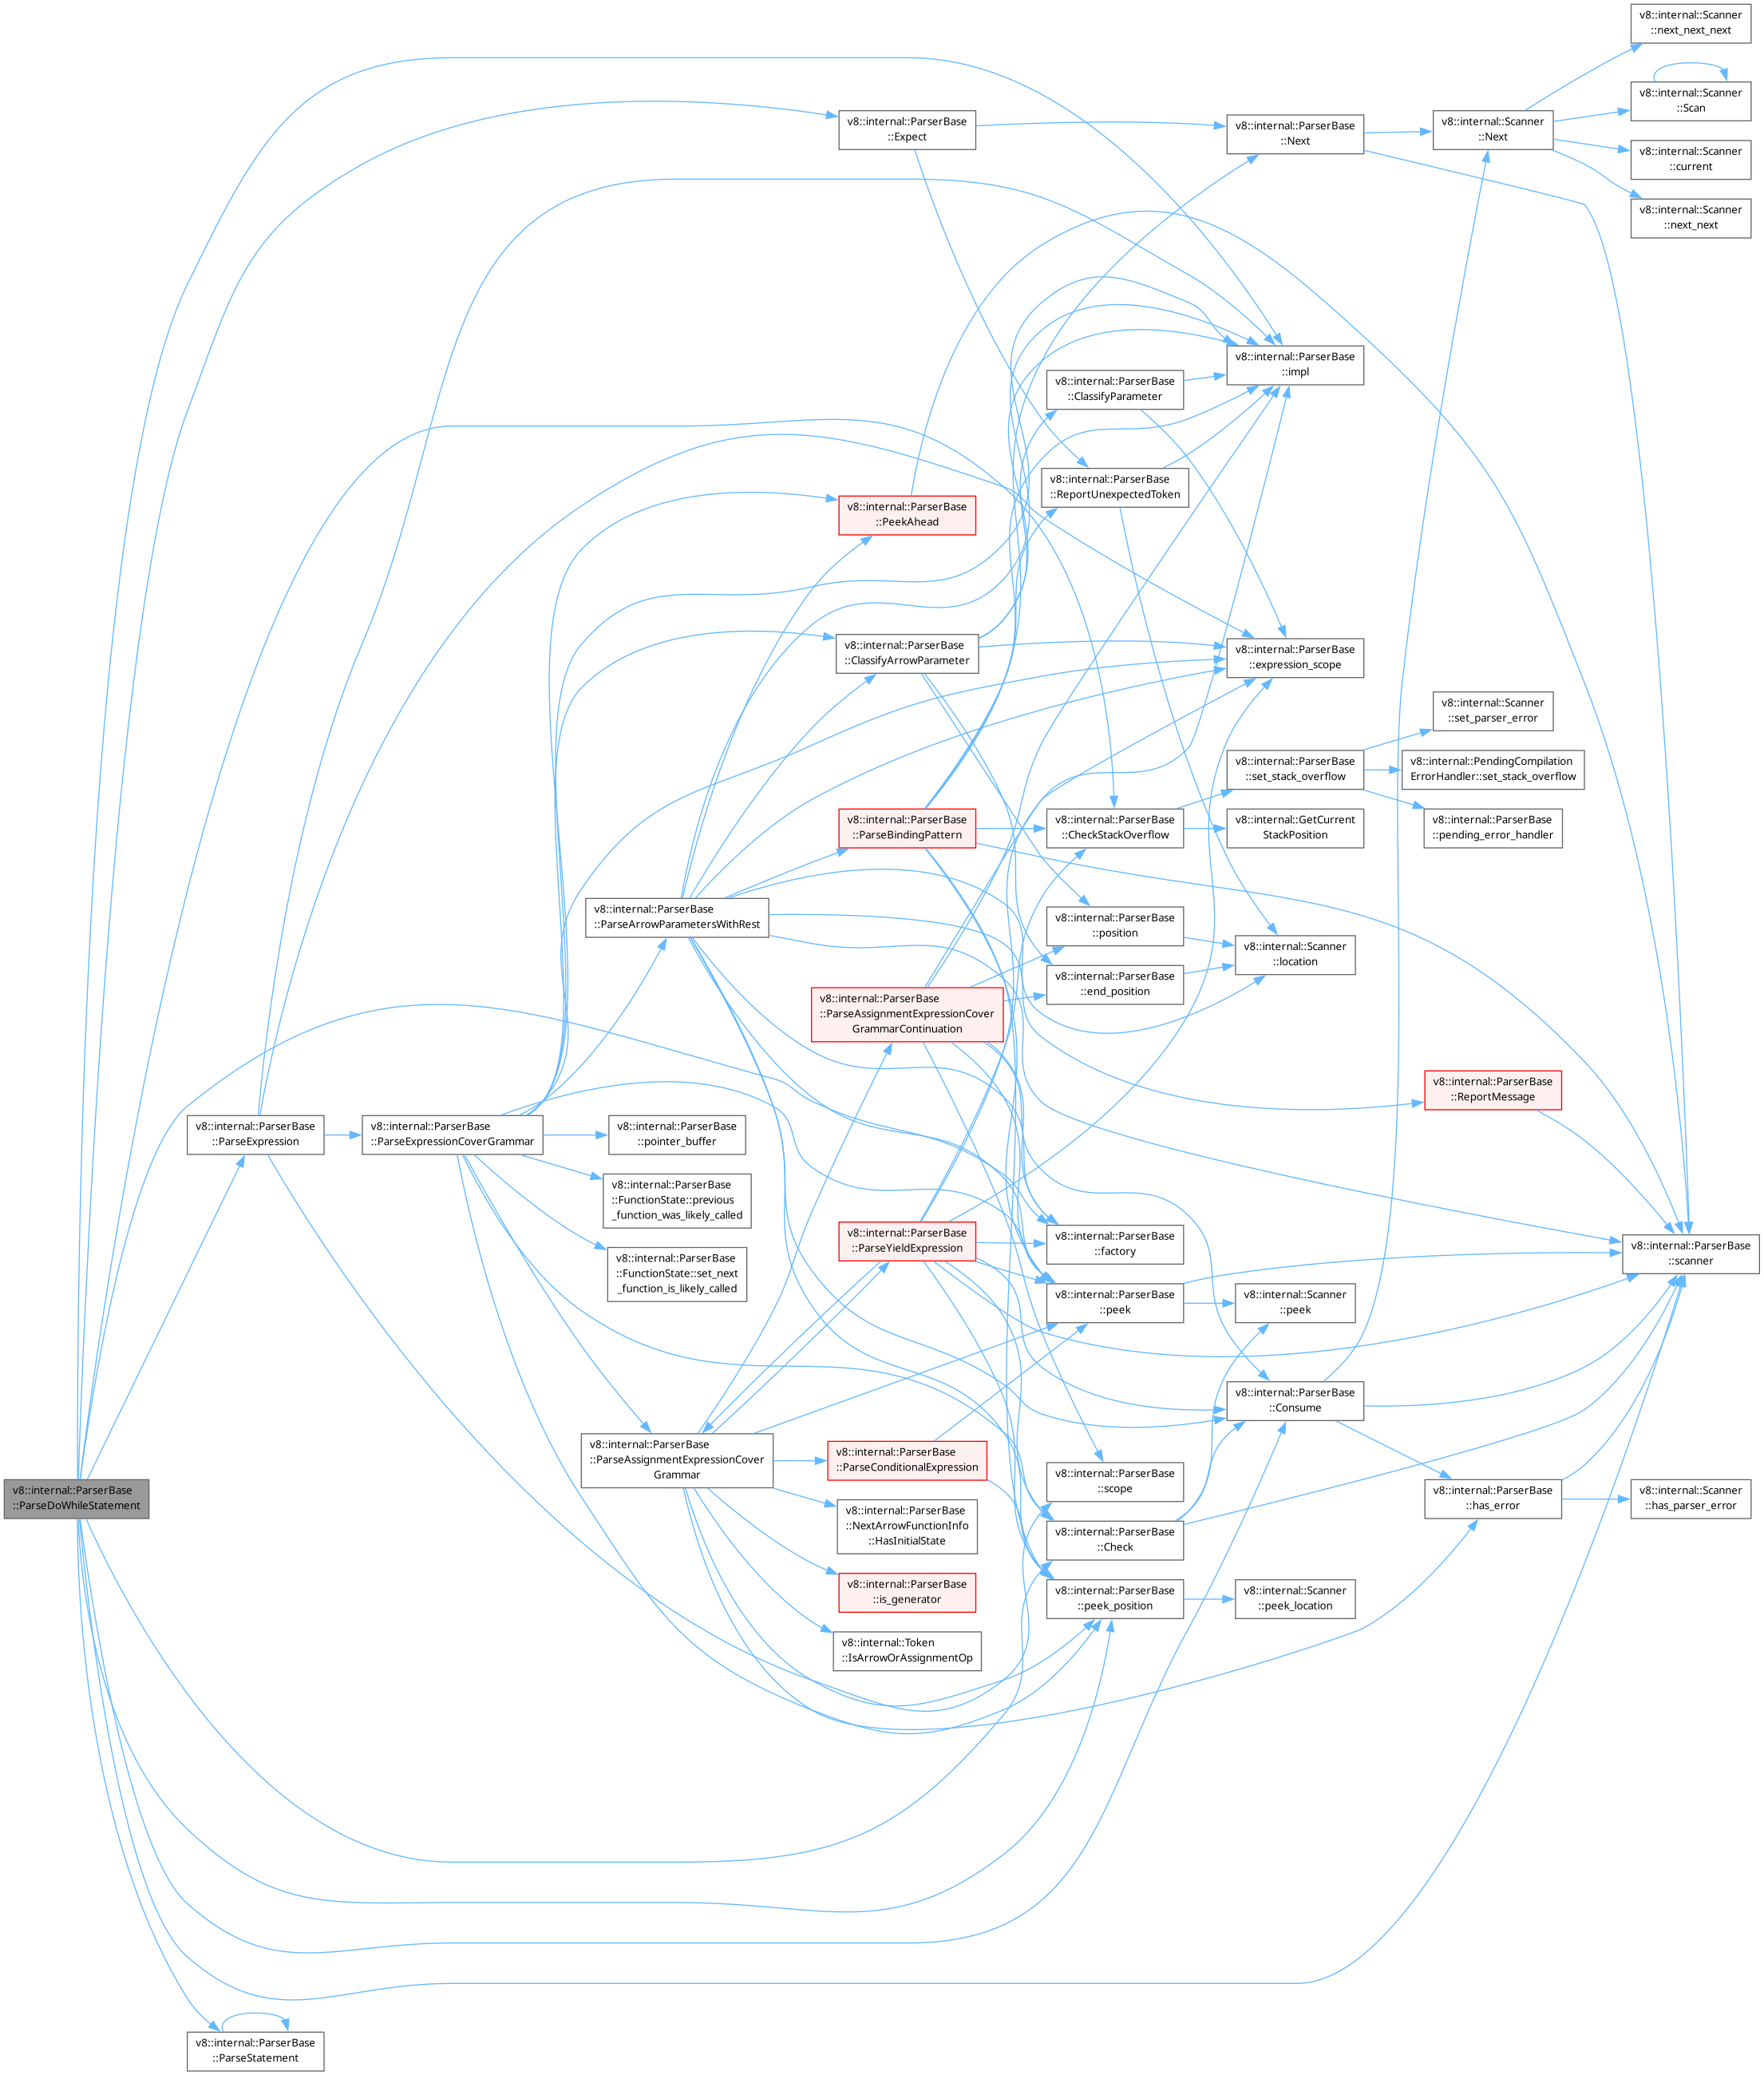 v8::internal::Scanner
::next_next_next
v8::internal::Scanner
::Scan
v8::internal::ParserBase
::Expect
v8::internal::ParserBase
::Next
v8::internal::Scanner
::Next
v8::internal::Scanner
::current
v8::internal::Scanner
::next_next
v8::internal::ParserBase
::impl
v8::internal::ParserBase
::ClassifyParameter
v8::internal::ParserBase
::ReportUnexpectedToken
v8::internal::ParserBase
::PeekAhead
v8::internal::ParserBase
::ClassifyArrowParameter
v8::internal::ParserBase
::expression_scope
v8::internal::Scanner
::set_parser_error
v8::internal::ParserBase
::set_stack_overflow
v8::internal::PendingCompilation
ErrorHandler::set_stack_overflow
v8::internal::ParserBase
::ParseBindingPattern
v8::internal::ParserBase
::CheckStackOverflow
v8::internal::GetCurrent
StackPosition
v8::internal::ParserBase
::pending_error_handler
v8::internal::ParserBase
::ParseArrowParametersWithRest
v8::internal::ParserBase
::position
v8::internal::Scanner
::location
v8::internal::ParserBase
::end_position
v8::internal::ParserBase
::ParseAssignmentExpressionCover
GrammarContinuation
v8::internal::ParserBase
::ReportMessage
v8::internal::ParserBase
::ParseExpression
v8::internal::ParserBase
::ParseExpressionCoverGrammar
v8::internal::ParserBase
::pointer_buffer
v8::internal::ParserBase
::FunctionState::previous
_function_was_likely_called
v8::internal::ParserBase
::FunctionState::set_next
_function_is_likely_called
v8::internal::ParserBase
::ParseYieldExpression
v8::internal::ParserBase
::factory
v8::internal::ParserBase
::scanner
v8::internal::ParserBase
::peek
v8::internal::Scanner
::peek
v8::internal::ParserBase
::Consume
v8::internal::ParserBase
::ParseAssignmentExpressionCover
Grammar
v8::internal::ParserBase
::ParseConditionalExpression
v8::internal::ParserBase
::scope
v8::internal::ParserBase
::has_error
v8::internal::Scanner
::has_parser_error
v8::internal::ParserBase
::ParseDoWhileStatement
v8::internal::ParserBase
::NextArrowFunctionInfo
::HasInitialState
v8::internal::ParserBase
::Check
v8::internal::ParserBase
::is_generator
v8::internal::ParserBase
::peek_position
v8::internal::Scanner
::peek_location
v8::internal::Token
::IsArrowOrAssignmentOp
v8::internal::ParserBase
::ParseStatement